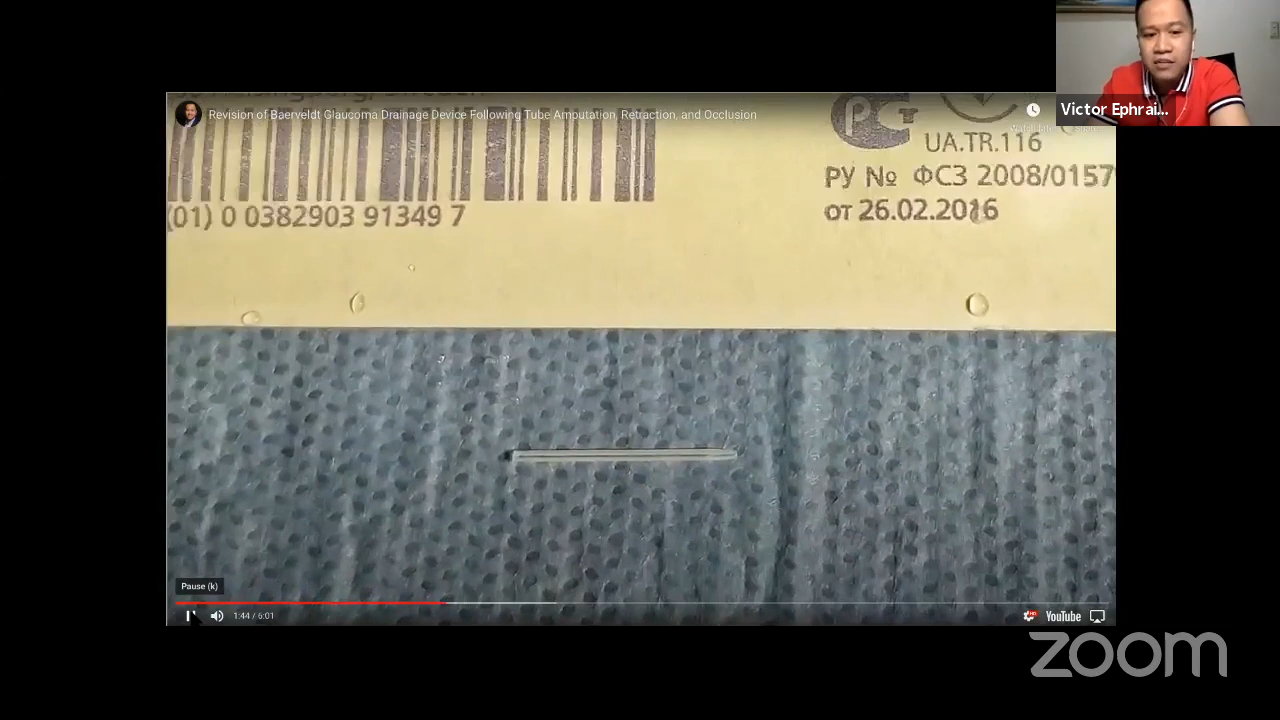 Revision of Baerveldt Glaucoma Drainage Device Following Tube Amputation, Retraction, and Occlusion
Victor Ephrai...
UA.TR.116
РУ № ФСЗ 2008/0157
от 26.02.2016
(01) 0 0382903 91349 7
Pause (k)
1:44 / 6:01
HD
YouTube
zoom